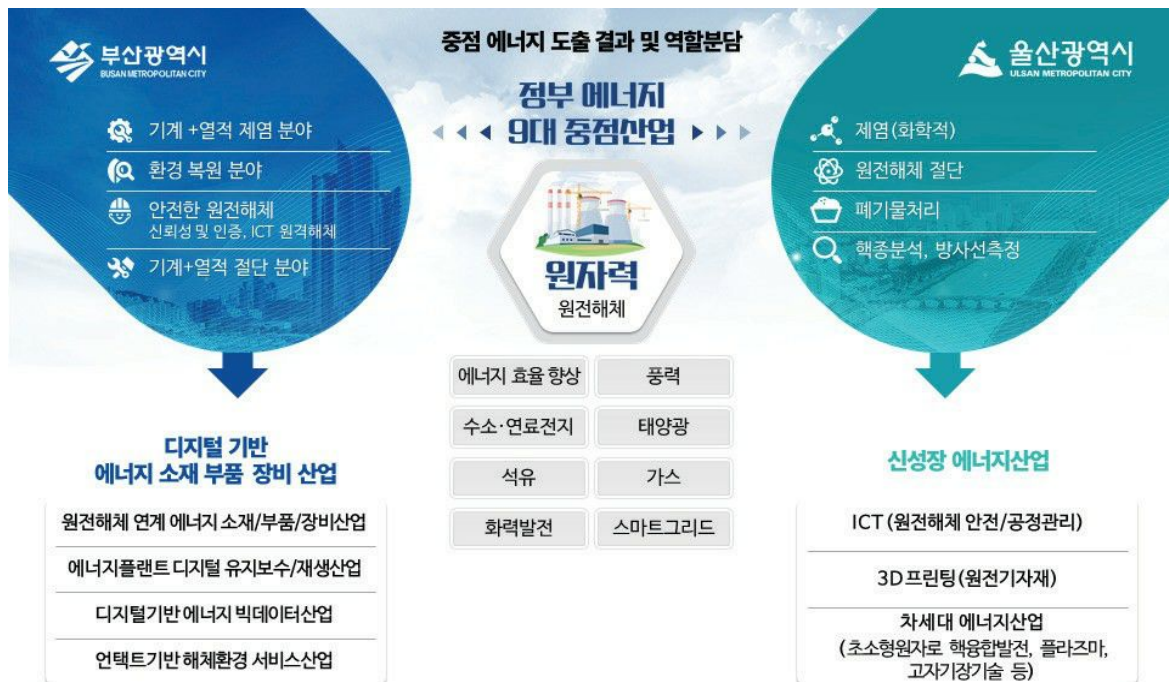 중점 에너지 도출 결과 및 역할분담
부산광역시
BUSAN METROPOLITAN CITY
기계 +열적 제염 분야
환경 복원 분야
안전한 원전해체
신뢰성 및 인증, ICT 원격해체
기계+열적 절단 분야
디지털 기반
에너지 소재 부품 장비 산업
원전해체 연계 에너지 소재/부품/장비산업
에너지플랜트 디지털 유지보수/재생산업
디지털기반 에너지 빅데이터산업
언택트기반 해체환경 서비스산업
정부 에너지
9대 중점산업
원자력
원전해체
에너지 효율 향상
풍력
수소·연료전지
태양광
석유
가스
화력발전
스마트그리드
울산광역시
ULSAN METROPOLITAN CITY
제염(화학적)
원전해체 절단
폐기물처리
핵종분석, 방사선측정
신성장 에너지산업
ICT (원전해체 안전/공정관리)
3D 프린팅(원전기자재)
차세대 에너지산업
(초소형원자로 핵융합발전, 플라즈마,
고자기장기술 등)